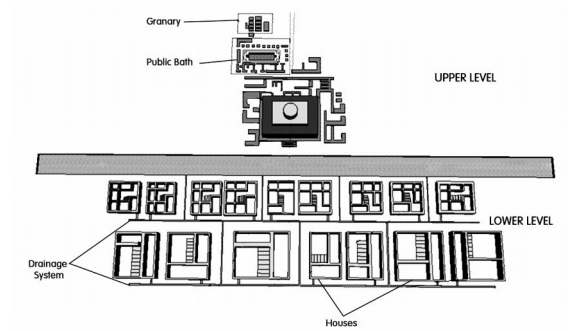 Granary
Public Bath
UPPER LEVEL
LOWER LEVEL
Drainage
System
Houses